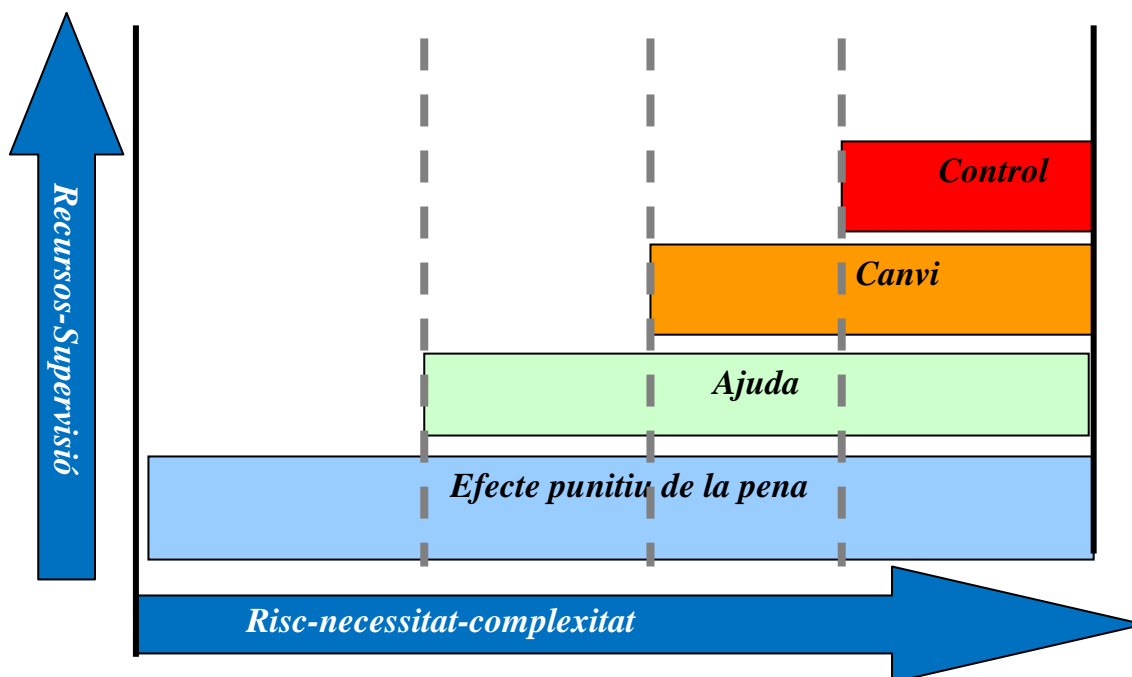 Recursos-Supervisió
Control
Canvi
Ajuda
Efecte punitiu de la pena
Risc-necessitat-complexitat